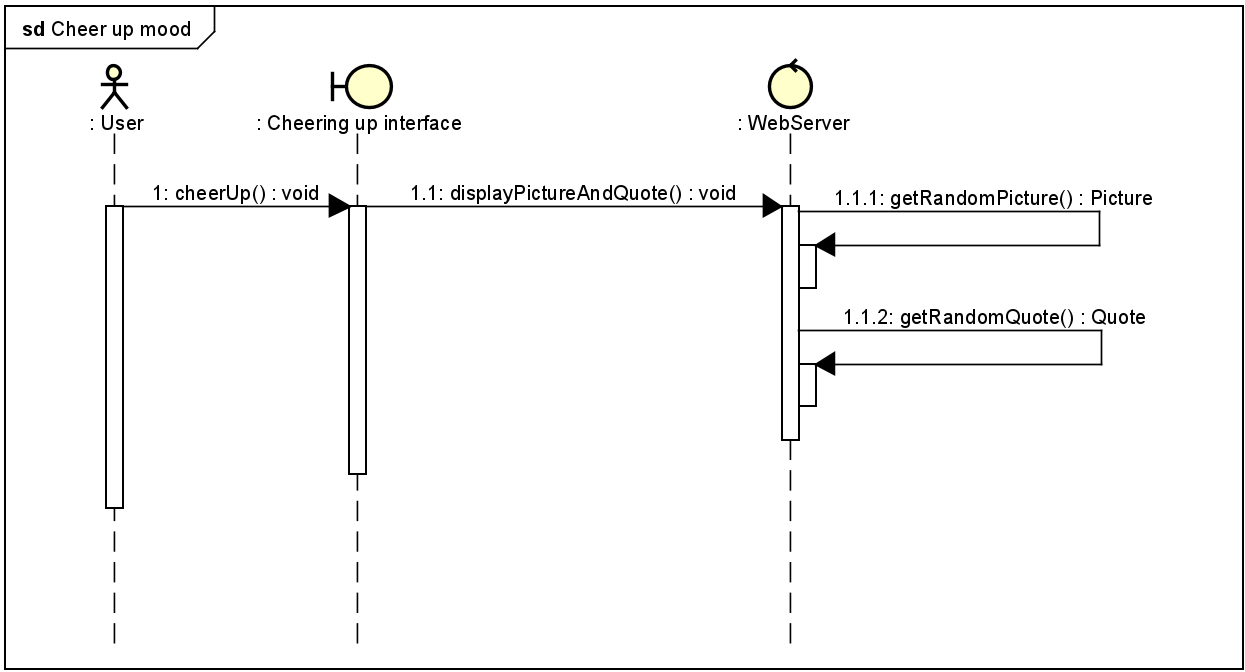 sd Cheer up mood
: User
: Cheering up interface
: WebServer
1: cheerUp() : void
1.1: displayPictureAndQuote() : void
1.1.1: getRandomPicture() : Picture
1.1.2: getRandomQuote() : Quote